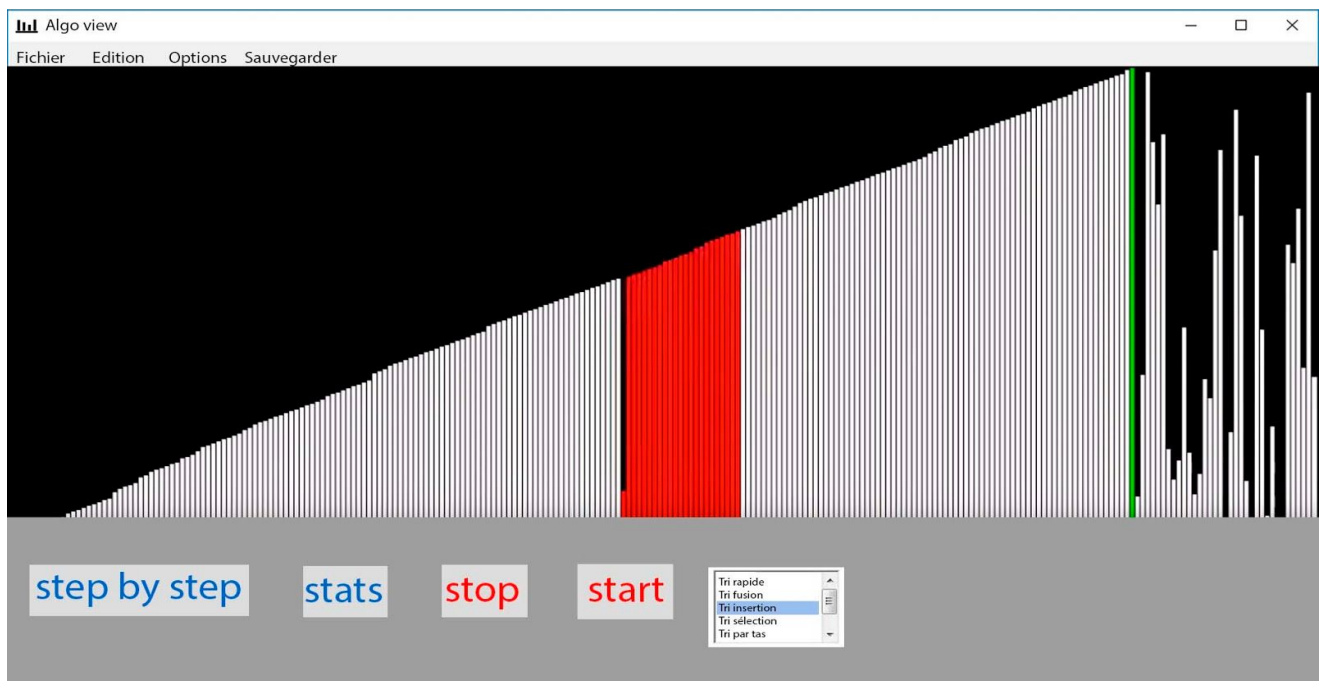 Algo view
Fichier Edition Options Sauvegarder
step by step stats stop start
Tri rapide
Tri fusion
Tri insertion
Tri sélection
Tri par tas